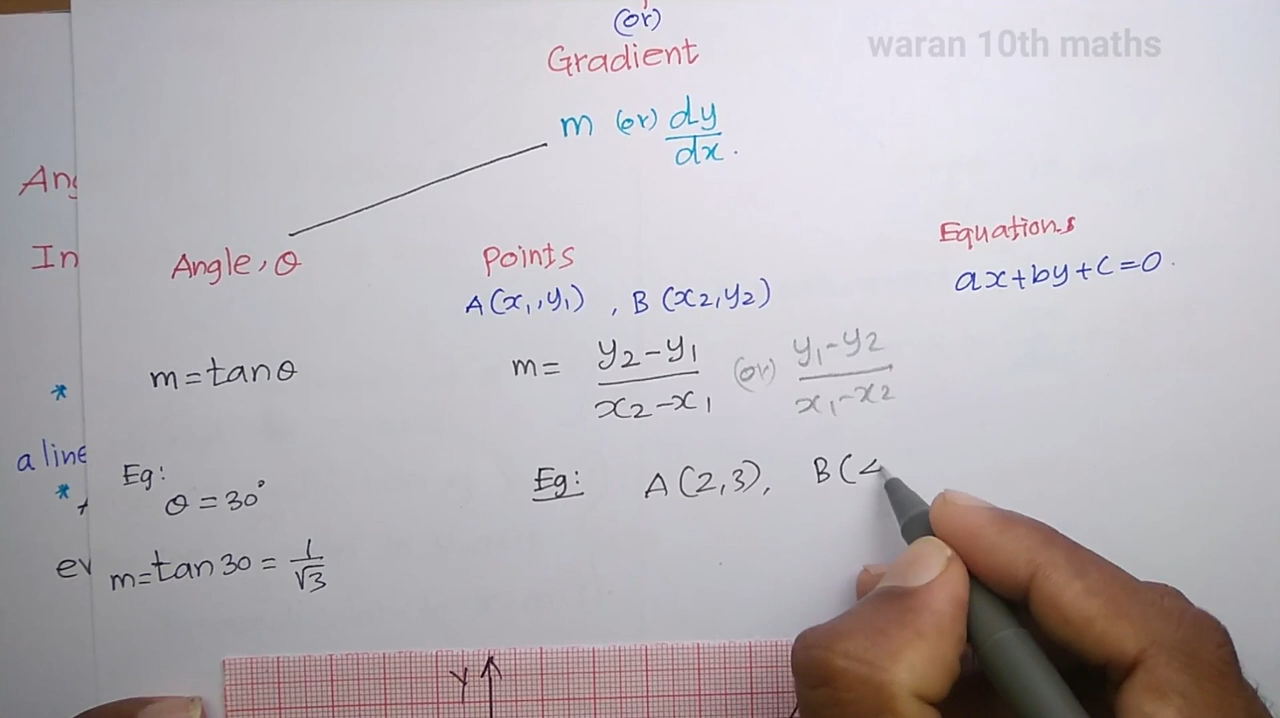 (or)
Gradient
waran 10th maths
m (or) dy/dx.
Ang
In
Angle, θ
Points
Equations
A(x₁,y₁) , B(x₂,y₂)
ax+by+c=0.
m=tanθ
m= y₂-y₁/x₂-x₁ (or) y₁-y₂/x₁-x₂
*
a line
*
ev
Eg:
θ=30°
m=tan30=1/√3
Eg: A(2,3), B(
Y